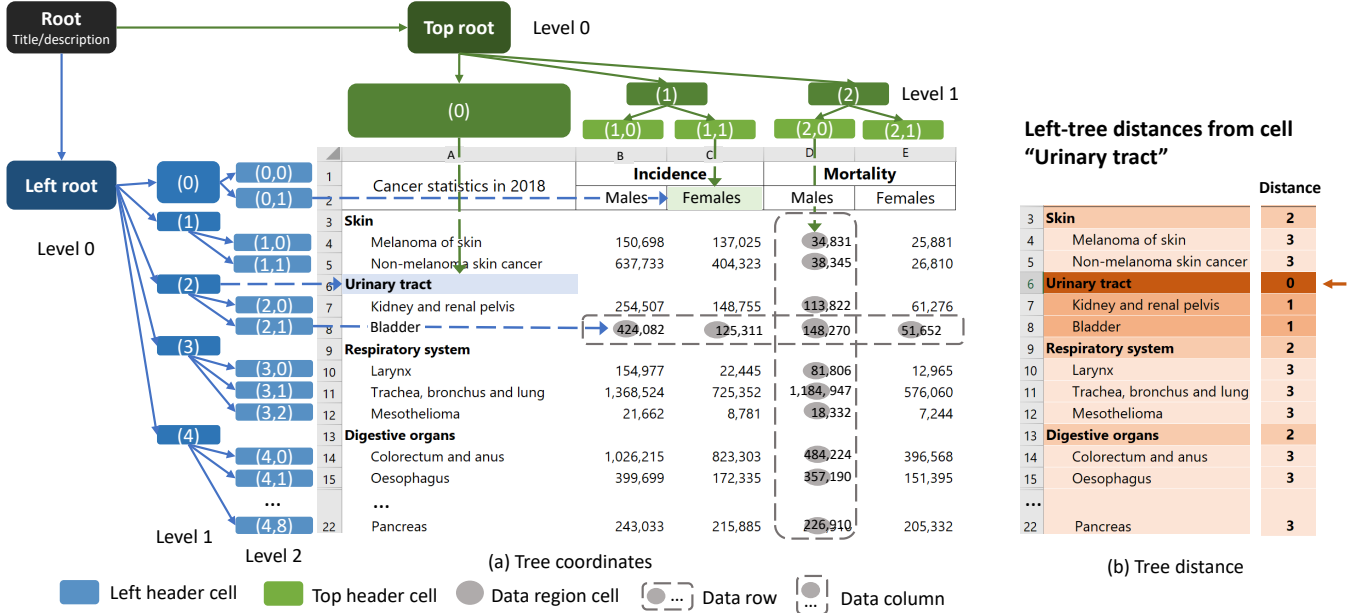 Root
Title/description
Top root
Level 0
(0)
(1)
(2)
Level 1
(1,0)
(1,1)
(2,0)
(2,1)
Left root
Level 0
(0)
(0,0)
(0,1)
(1)
(1,0)
(1,1)
(2)
(2,0)
(2,1)
(3)
(3,0)
(3,1)
(3,2)
(4)
(4,0)
(4,1)
...
(4,8)
Level 1
Level 2
A B C D E
1 Cancer statistics in 2018 Incidence Mortality
2 Males Females Males Females
3 Skin
4 Melanoma of skin 150,698 137,025 34,831 25,881
5 Non-melanoma skin cancer 637,733 404,323 38,345 26,810
6 Urinary tract
7 Kidney and renal pelvis 254,507 148,755 113,822 61,276
8 Bladder 424,082 125,311 148,270 51,652
9 Respiratory system
10 Larynx 154,977 22,445 81,806 12,965
11 Trachea, bronchus and lung 1,368,524 725,352 1,184,947 576,060
12 Mesothelioma 21,662 8,781 18,332 7,244
13 Digestive organs
14 Colorectum and anus 1,026,215 823,303 484,224 396,568
15 Oesophagus 399,699 172,335 357,190 151,395
...
22 Pancreas 243,033 215,885 226,910 205,332
(a) Tree coordinates
Left header cell
Top header cell
Data region cell
... Data row
... Data column
Left-tree distances from cell
“Urinary tract”
Distance
3 Skin 2
4 Melanoma of skin 3
5 Non-melanoma skin cancer 3
6 Urinary tract 0
7 Kidney and renal pelvis 1
8 Bladder 1
9 Respiratory system 2
10 Larynx 3
11 Trachea, bronchus and lung 3
12 Mesothelioma 3
13 Digestive organs 2
14 Colorectum and anus 3
15 Oesophagus 3
...
22 Pancreas 3
(b) Tree distance